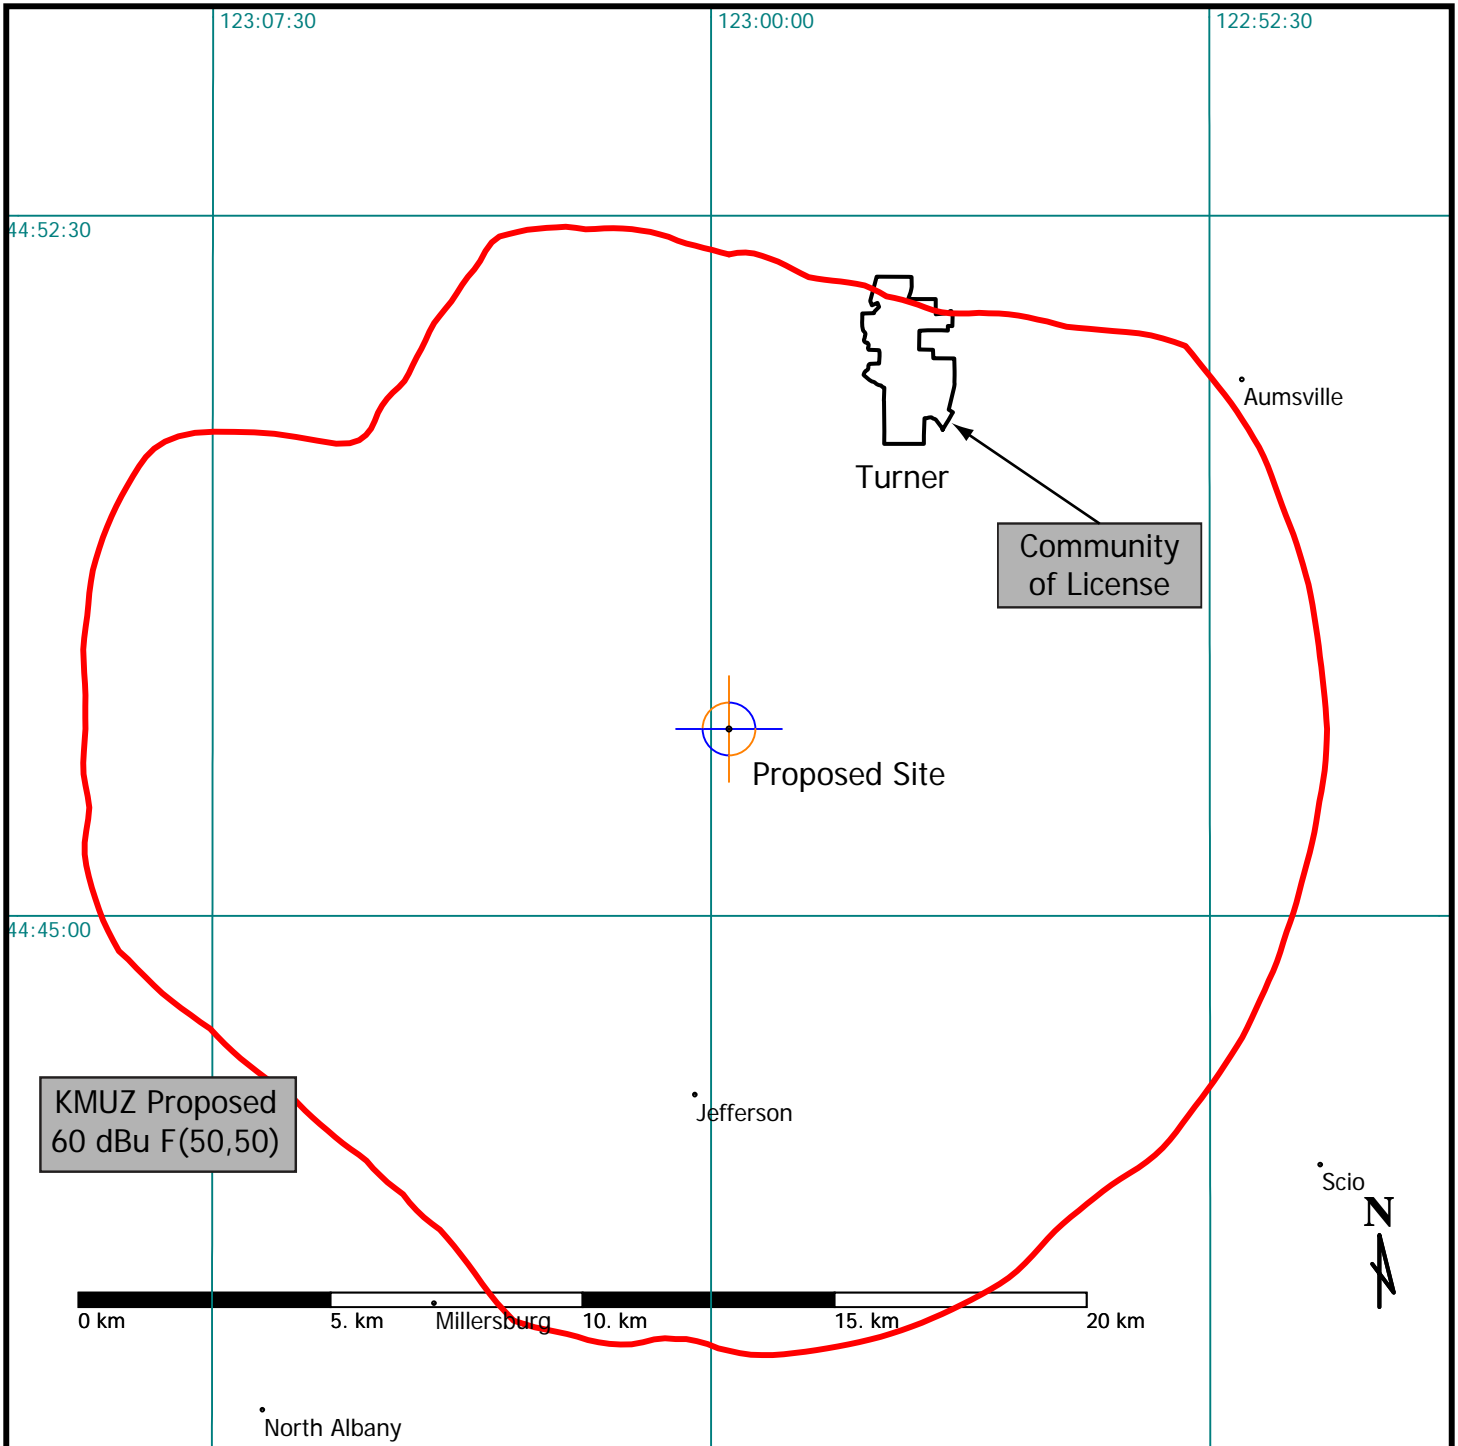 123:07:30
123:00:00
122:52:30
44:52:30
Aumsville
Turner
Community
of License
Proposed Site
44:45:00
KMUZ Proposed
60 dBu F(50,50)
Jefferson
Scio
N
0 km
5. km
Millersburg
10. km
15. km
20 km
North Albany